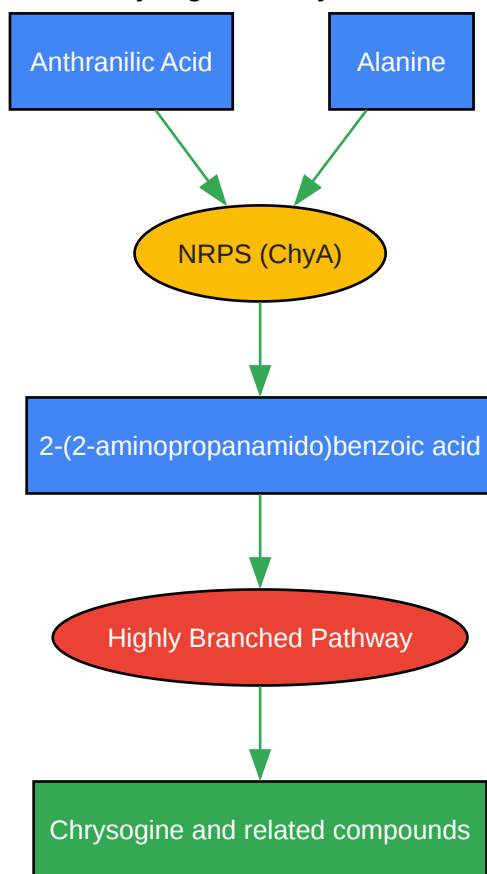 Anthranilic Acid
Alanine
NRPS (ChyA)
2-(2-aminopropanamido)benzoic acid
Highly Branched Pathway
Chrysogine and related compounds